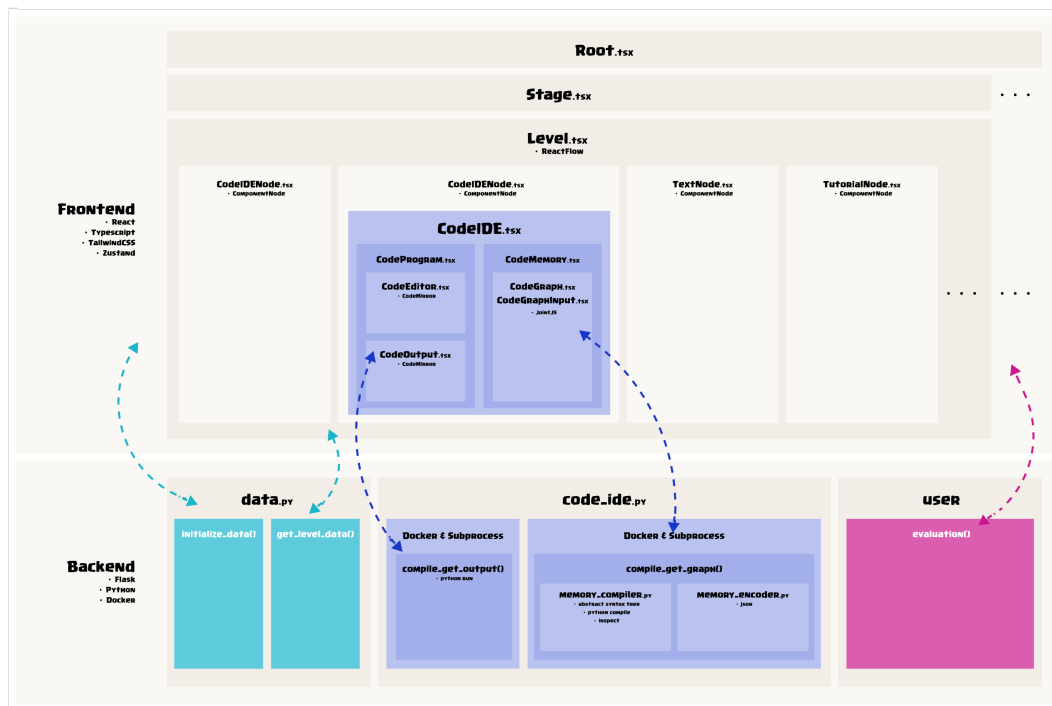 Root.tsx
Stage.tsx
. . .
Level.tsx
· ReactFlow
CodeIDENode.tsx
· ComponentNode
CodeIDENode.tsx
· ComponentNode
TextNode.tsx
· ComponentNode
TutorialNode.tsx
· ComponentNode
Frontend
· React
· Typescript
· TailwindCSS
· Zustand
CodeIDE.tsx
CodeProgram.tsx
CodeMemory.tsx
CodeEditor.tsx
· CodeMirror
CodeGraph.tsx
CodeGraphInput.tsx
· JointJS
. . .
. . .
CodeOutput.tsx
· CodeMirror
data.py
code_ide.py
user
initialize_data()
get_level_data()
Docker & Subprocess
Docker & Subprocess
evaluation()
Backend
· Flask
· Python
· Docker
compile_get_output()
· python run
compile_get_graph()
memory_compiler.py
· abstract syntax tree
· python compile
· inspect
memory_encoder.py
· json